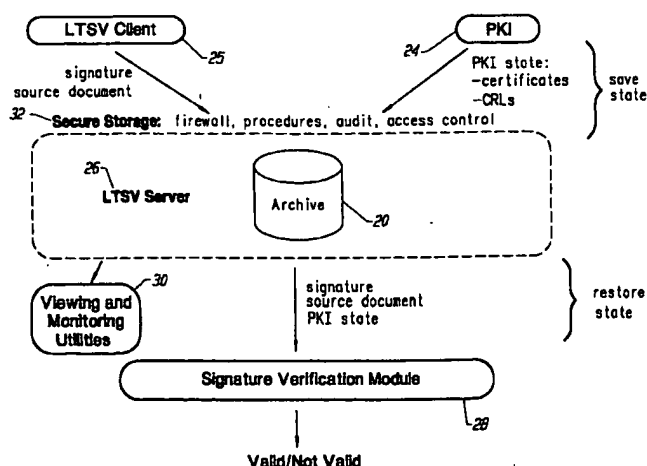 LTSV Client
25
PKI
24
signature
source document
PKI state:
-certificates
-CRLs
save
state
32
Secure Storage: firewall, procedures, audit, access control
26
LTSV Server
Archive
20
30
Viewing and
Monitoring
Utilities
signature
source document
PKI state
restore
state
Signature Verification Module
28
Valid/Not Valid